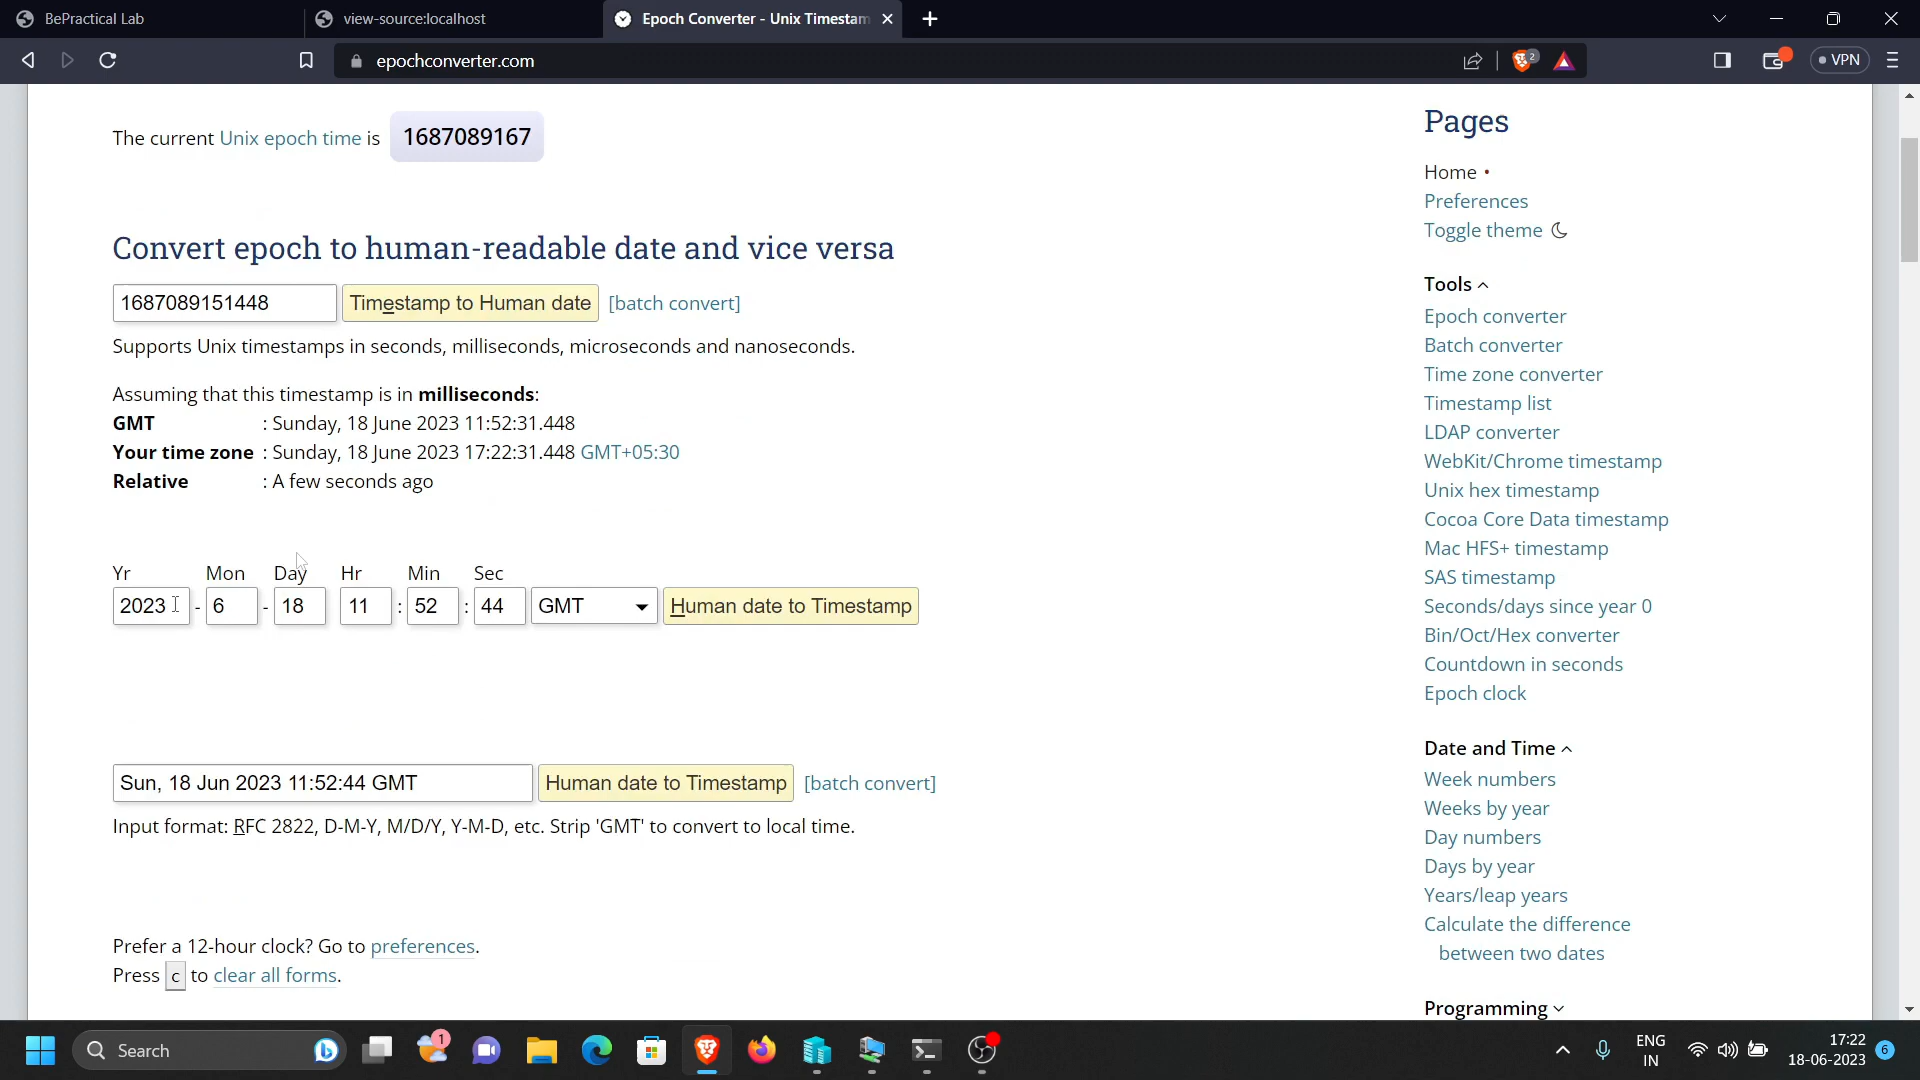 BePractical Lab
view-source:localhost
Epoch Converter - Unix Timestam
epochconverter.com
2
VPN
The current Unix epoch time is 1687089167
Convert epoch to human-readable date and vice versa
1687089151448 Timestamp to Human date [batch convert]
Supports Unix timestamps in seconds, milliseconds, microseconds and nanoseconds.
Assuming that this timestamp is in milliseconds:
GMT : Sunday, 18 June 2023 11:52:31.448
Your time zone : Sunday, 18 June 2023 17:22:31.448 GMT+05:30
Relative : A few seconds ago
Yr Mon Day Hr Min Sec
2023 - 6 - 18 11 : 52 : 44 GMT Human date to Timestamp
Sun, 18 Jun 2023 11:52:44 GMT Human date to Timestamp [batch convert]
Input format: RFC 2822, D-M-Y, M/D/Y, Y-M-D, etc. Strip 'GMT' to convert to local time.
Prefer a 12-hour clock? Go to preferences.
Press c to clear all forms.
Pages
Home •
Preferences
Toggle theme
Tools
Epoch converter
Batch converter
Time zone converter
Timestamp list
LDAP converter
WebKit/Chrome timestamp
Unix hex timestamp
Cocoa Core Data timestamp
Mac HFS+ timestamp
SAS timestamp
Seconds/days since year 0
Bin/Oct/Hex converter
Countdown in seconds
Epoch clock
Date and Time
Week numbers
Weeks by year
Day numbers
Days by year
Years/leap years
Calculate the difference
between two dates
Programming
Search
1
ENG
IN
17:22
18-06-2023
6